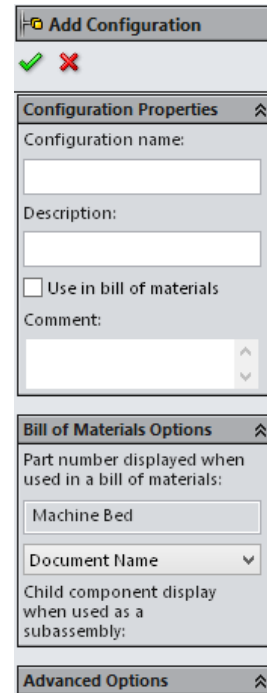 Add Configuration
Configuration Properties
Configuration name:
Description:
Use in bill of materials
Comment:
Bill of Materials Options
Part number displayed when
used in a bill of materials:
Machine Bed
Document Name
Child component display
when used as a
subassembly:
Advanced Options